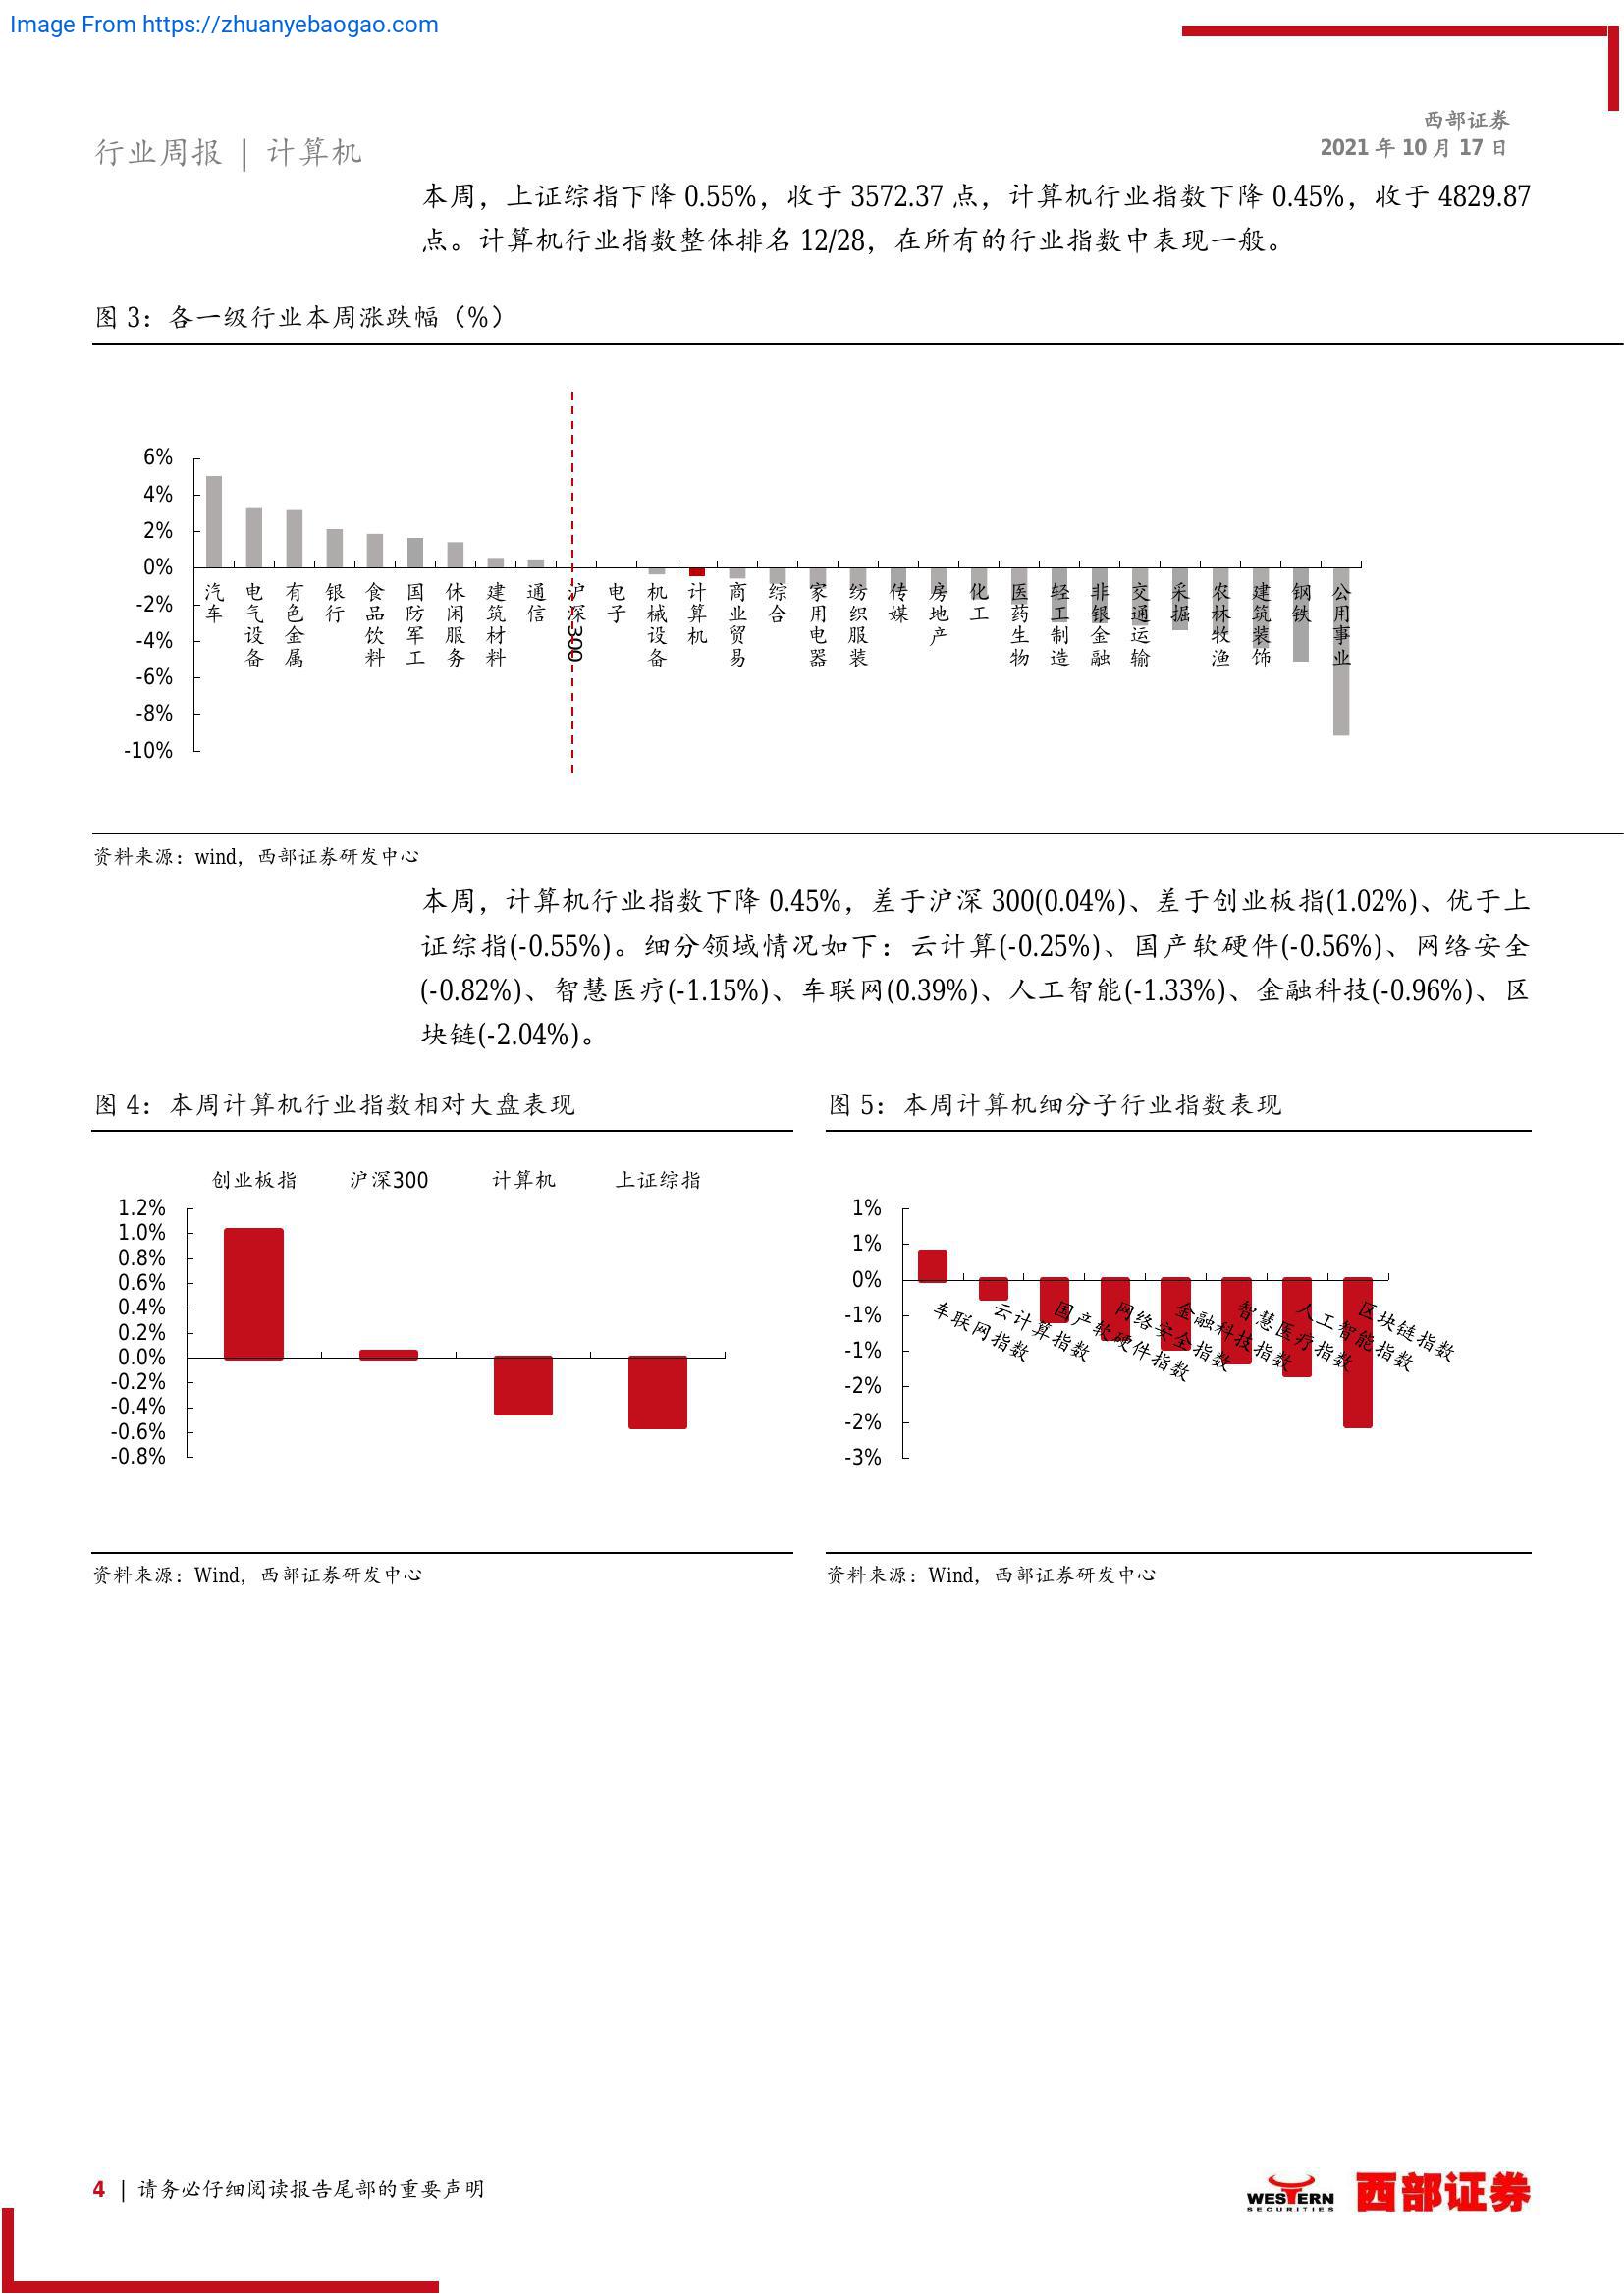 Image From https://zhuanyebaogao.com
西部证券
行业周报 | 计算机
2021 年 10 月 17 日
本周，上证综指下降 0.55%，收于 3572.37 点，计算机行业指数下降 0.45%，收于 4829.87
点。计算机行业指数整体排名 12/28，在所有的行业指数中表现一般。
图 3：各一级行业本周涨跌幅（%）
6%
4%
2%
0%
-2%
-4%
-6%
-8%
-10%
汽车
电气设备
有色金属
银行
食品饮料
国防军工
休闲服务
建筑材料
通信
沪深300
电子
机械设备
计算机
商业贸易
综合
家用电器
纺织服装
传媒
房地产
化工
医药生物
轻工制造
非银金融
交通运输
采掘
农林牧渔
建筑装饰
钢铁
公用事业
资料来源：wind，西部证券研发中心
本周，计算机行业指数下降 0.45%，差于沪深 300(0.04%)、差于创业板指(1.02%)、优于上
证综指(-0.55%)。细分领域情况如下：云计算(-0.25%)、国产软硬件(-0.56%)、网络安全
(-0.82%)、智慧医疗(-1.15%)、车联网(0.39%)、人工智能(-1.33%)、金融科技(-0.96%)、区
块链(-2.04%)。
图 4：本周计算机行业指数相对大盘表现
创业板指 沪深300 计算机 上证综指
1.2%
1.0%
0.8%
0.6%
0.4%
0.2%
0.0%
-0.2%
-0.4%
-0.6%
-0.8%
资料来源：Wind，西部证券研发中心
图 5：本周计算机细分子行业指数表现
1%
1%
0%
-1%
-1%
-2%
-2%
-3%
车联网指数
云计算指数
国产软硬件指数
网络安全指数
金融科技指数
智慧医疗指数
人工智能指数
区块链指数
资料来源：Wind，西部证券研发中心
4 | 请务必仔细阅读报告尾部的重要声明
WESTERN
SECURITIES
西部证券